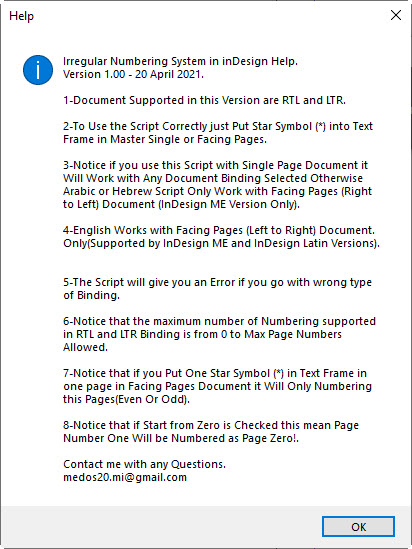 Help
Irregular Numbering System in inDesign Help.
Version 1.00 - 20 April 2021.
1-Document Supported in this Version are RTL and LTR.
2-To Use the Script Correctly just Put Star Symbol (*) into Text
Frame in Master Single or Facing Pages.
3-Notice if you use this Script with Single Page Document it
Will Work with Any Document Binding Selected Otherwise
Arabic or Hebrew Script Only Work with Facing Pages (Right
to Left) Document (InDesign ME Version Only).
4-English Works with Facing Pages (Left to Right) Document.
Only(Supported by InDesign ME and InDesign Latin Versions).
5-The Script will give you an Error if you go with wrong type
of Binding.
6-Notice that the maximum number of Numbering supported
in RTL and LTR Binding is from 0 to Max Page Numbers
Allowed.
7-Notice that if you Put One Star Symbol (*) in Text Frame in
one page in Facing Pages Document it Will Only Numbering
this Pages(Even Or Odd).
8-Notice that if Start from Zero is Checked this mean Page
Number One Will be Numbered as Page Zero!.
Contact me with any Questions.
medos20.mi@gmail.com
OK